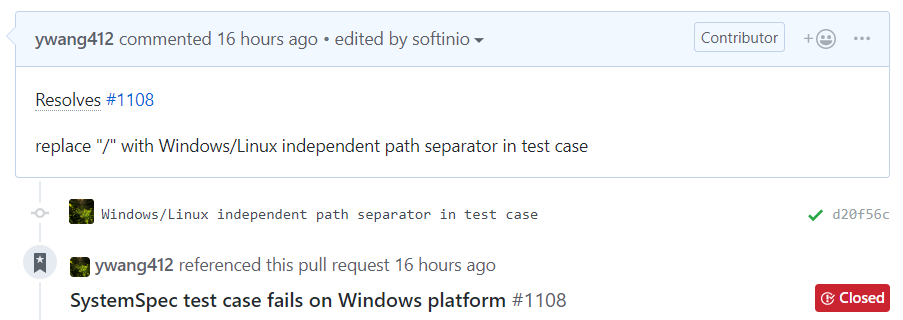 ywang412 commented 16 hours ago • edited by softinio
Contributor
Resolves #1108
replace "/" with Windows/Linux independent path separator in test case
Windows/Linux independent path separator in test case
d20f56c
ywang412 referenced this pull request 16 hours ago
SystemSpec test case fails on Windows platform #1108
Closed